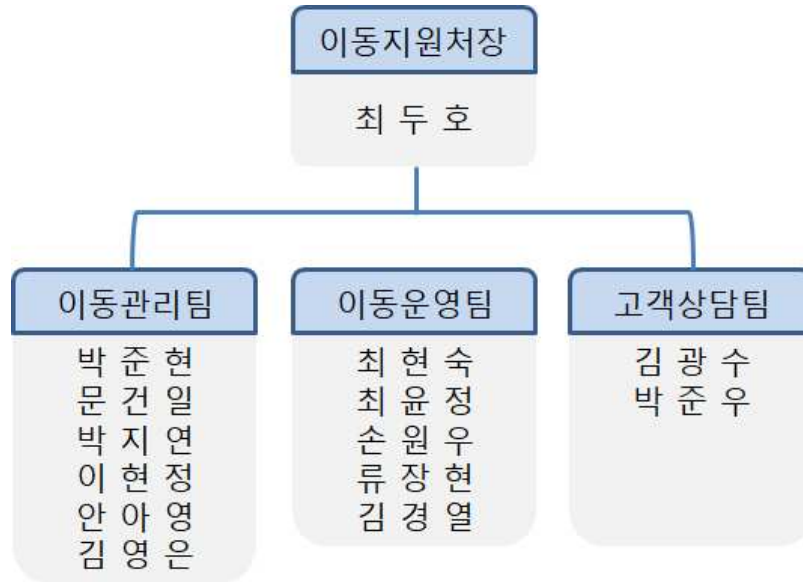 이동지원처장
최 두 호
이동관리팀
박 준 현
문 건 일
박 지 연
이 현 정
안 아 영
김 영 은
이동운영팀
최 현 숙
최 윤 정
손 원 우
류 장 현
김 경 열
고객상담팀
김 광 수
박 준 우